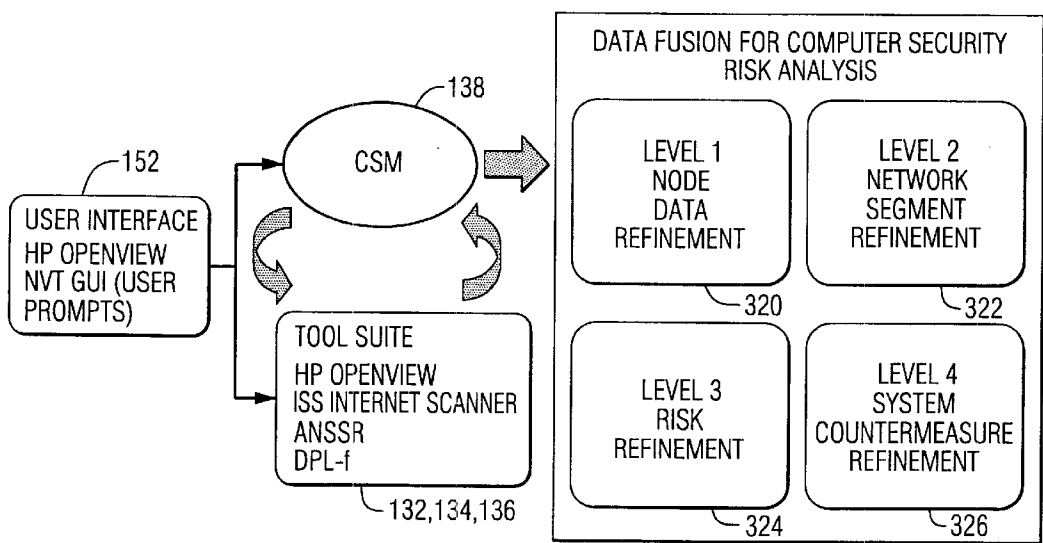 152
USER INTERFACE
HP OPENVIEW
NVT GUI (USER
PROMPTS)
138
CSM
TOOL SUITE
HP OPENVIEW
ISS INTERNET SCANNER
ANSSR
DPL-f
132,134,136
DATA FUSION FOR COMPUTER SECURITY
RISK ANALYSIS
LEVEL 1
NODE
DATA
REFINEMENT
320
LEVEL 2
NETWORK
SEGMENT
REFINEMENT
322
LEVEL 3
RISK
REFINEMENT
324
LEVEL 4
SYSTEM
COUNTERMEASURE
REFINEMENT
326